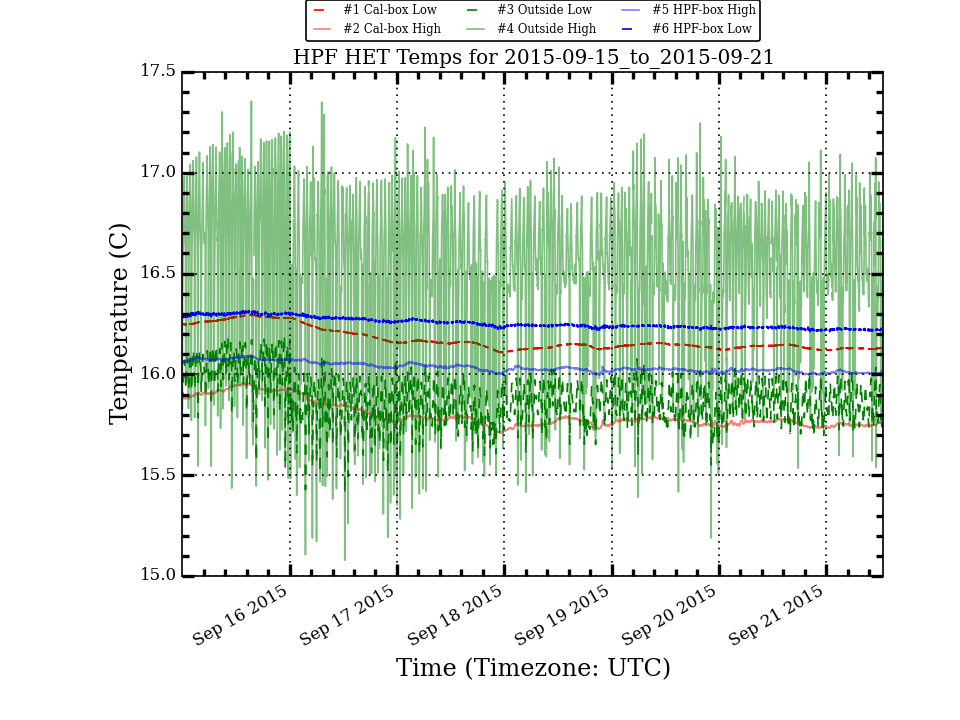 #1 Cal-box Low #3 Outside Low #5 HPF-box High
#2 Cal-box High #4 Outside High #6 HPF-box Low
HPF HET Temps for 2015-09-15_to_2015-09-21
17.5
17.0
16.5
16.0
15.5
15.0
Temperature (C)
Sep 16 2015 Sep 17 2015 Sep 18 2015 Sep 19 2015 Sep 20 2015 Sep 21 2015
Time (Timezone: UTC)